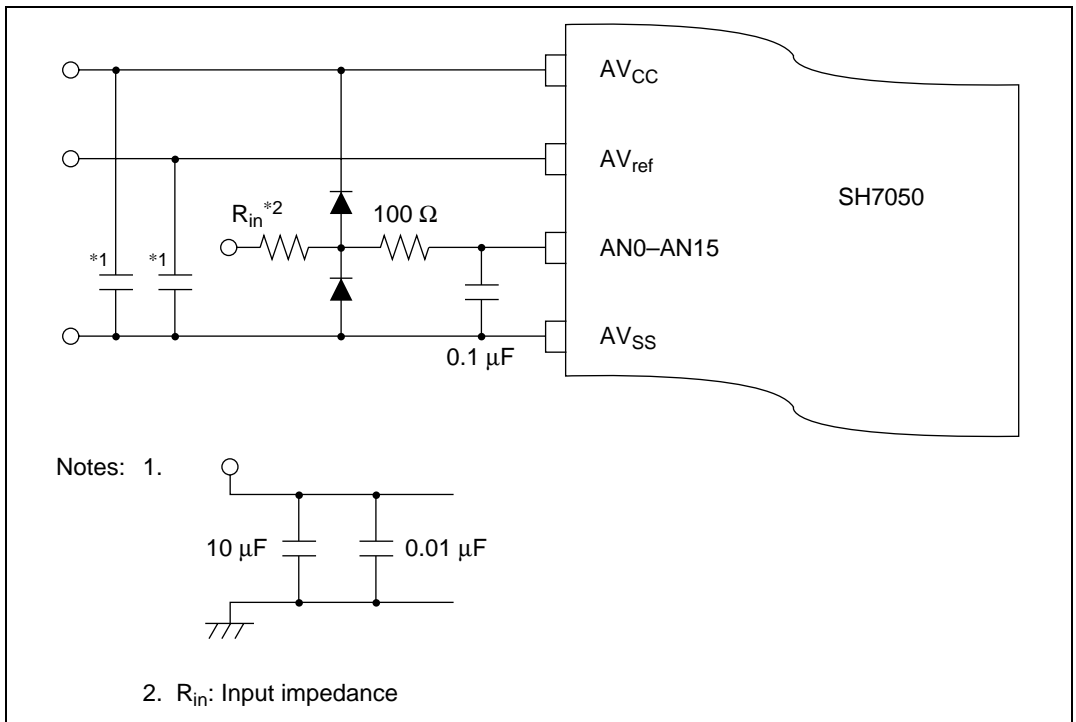 AVCC
AVref
SH7050
Rin*2
100 Ω
*1
*1
AN0–AN15
AVSS
0.1 μF
Notes: 1.
10 μF
0.01 μF
2. Rin: Input impedance